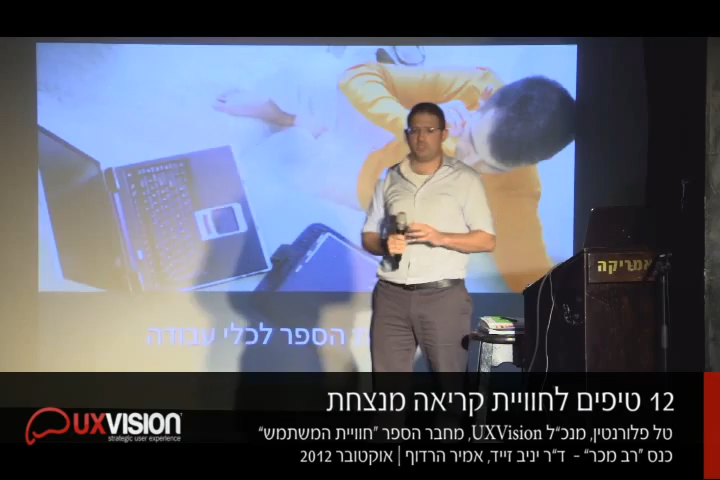 הספר לכלי עבודה
אמריקה
12 טיפים לחוויית קריאה מנצחת
טל פלורנטין, מנכ"ל UXVision, מחבר הספר "חוויית המשתמש"
כנס "רב מכר" - ד"ר יניב זייד, אמיר הרדוף | אוקטובר 2012
UXVISION
strategic user experience